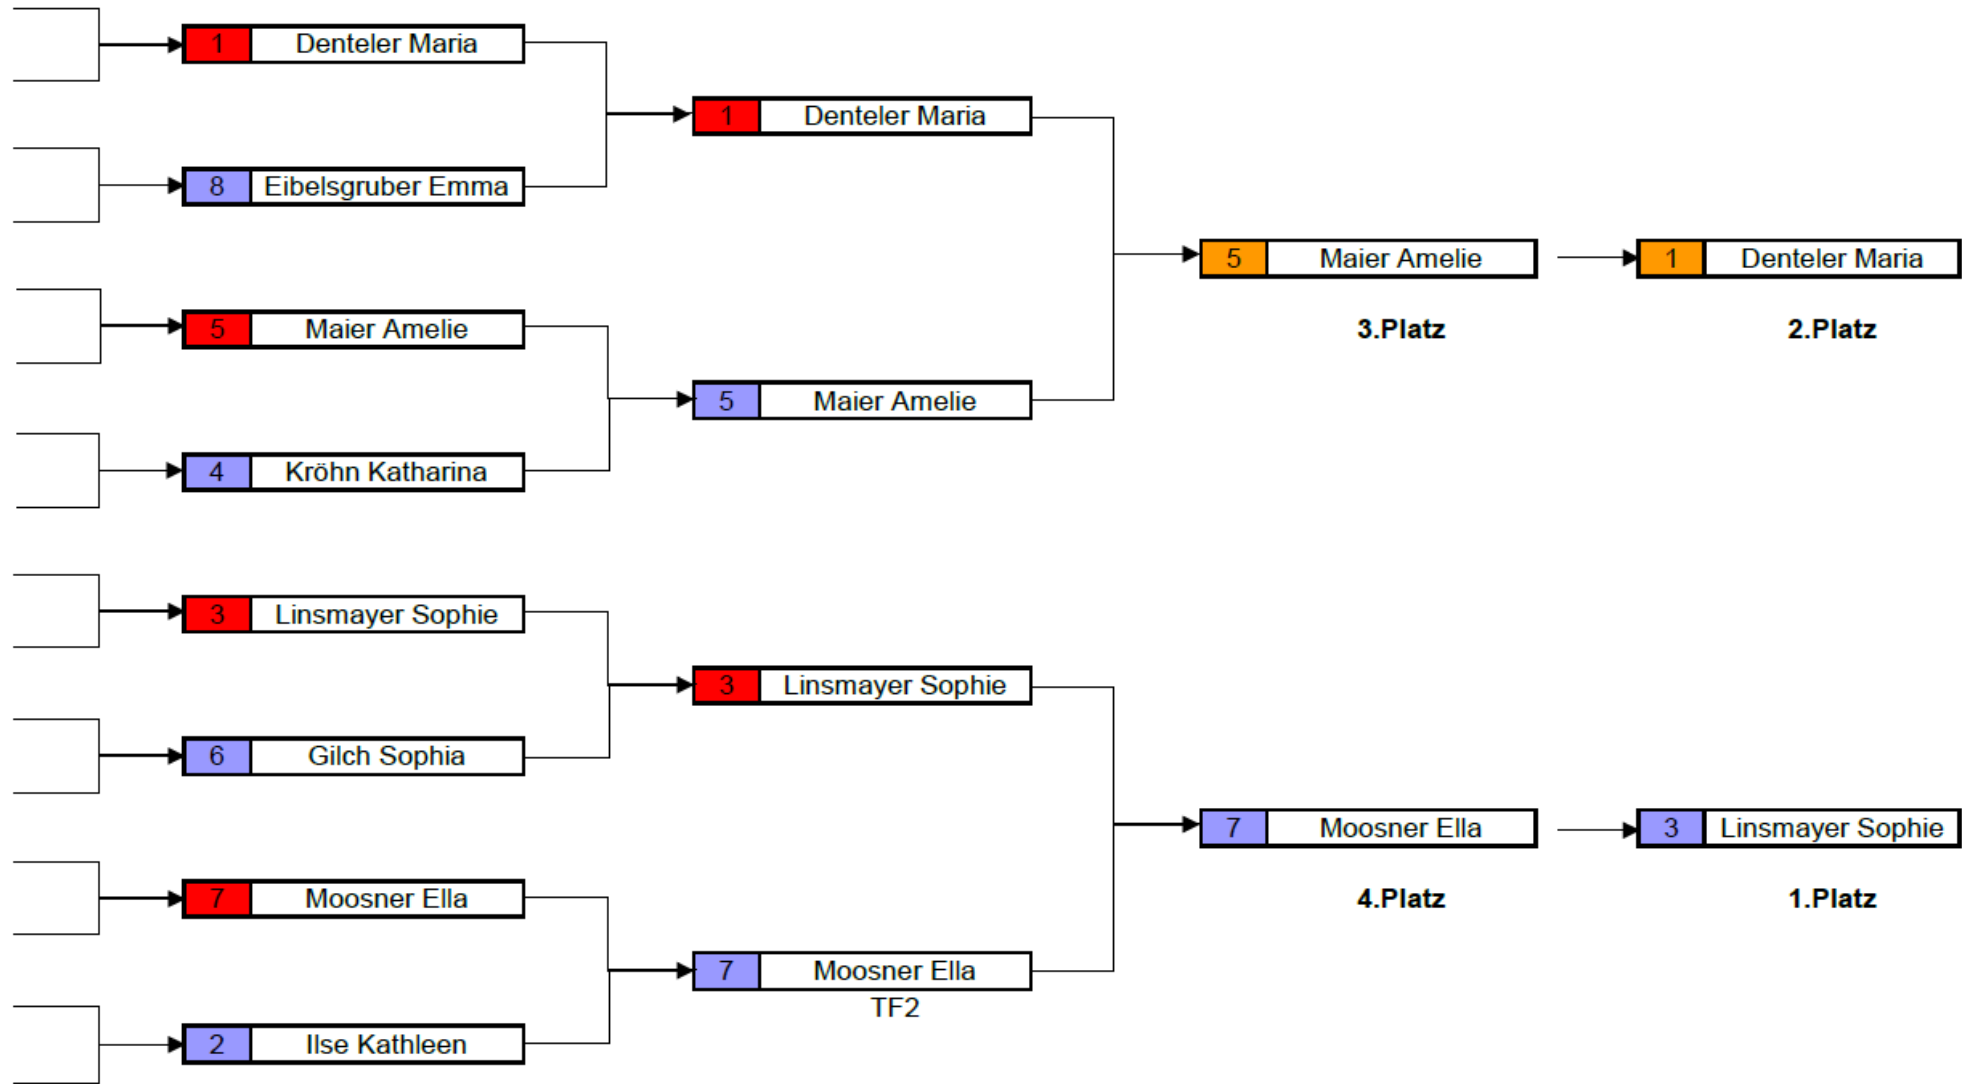 1 Denteler Maria
8 Eibelsgruber Emma
5 Maier Amelie
4 Kröhn Katharina
3 Linsmayer Sophie
6 Gilch Sophia
7 Moosner Ella
2 Ilse Kathleen
1 Denteler Maria
5 Maier Amelie
3 Linsmayer Sophie
7 Moosner Ella
TF2
5 Maier Amelie
3.Platz
7 Moosner Ella
4.Platz
1 Denteler Maria
2.Platz
3 Linsmayer Sophie
1.Platz